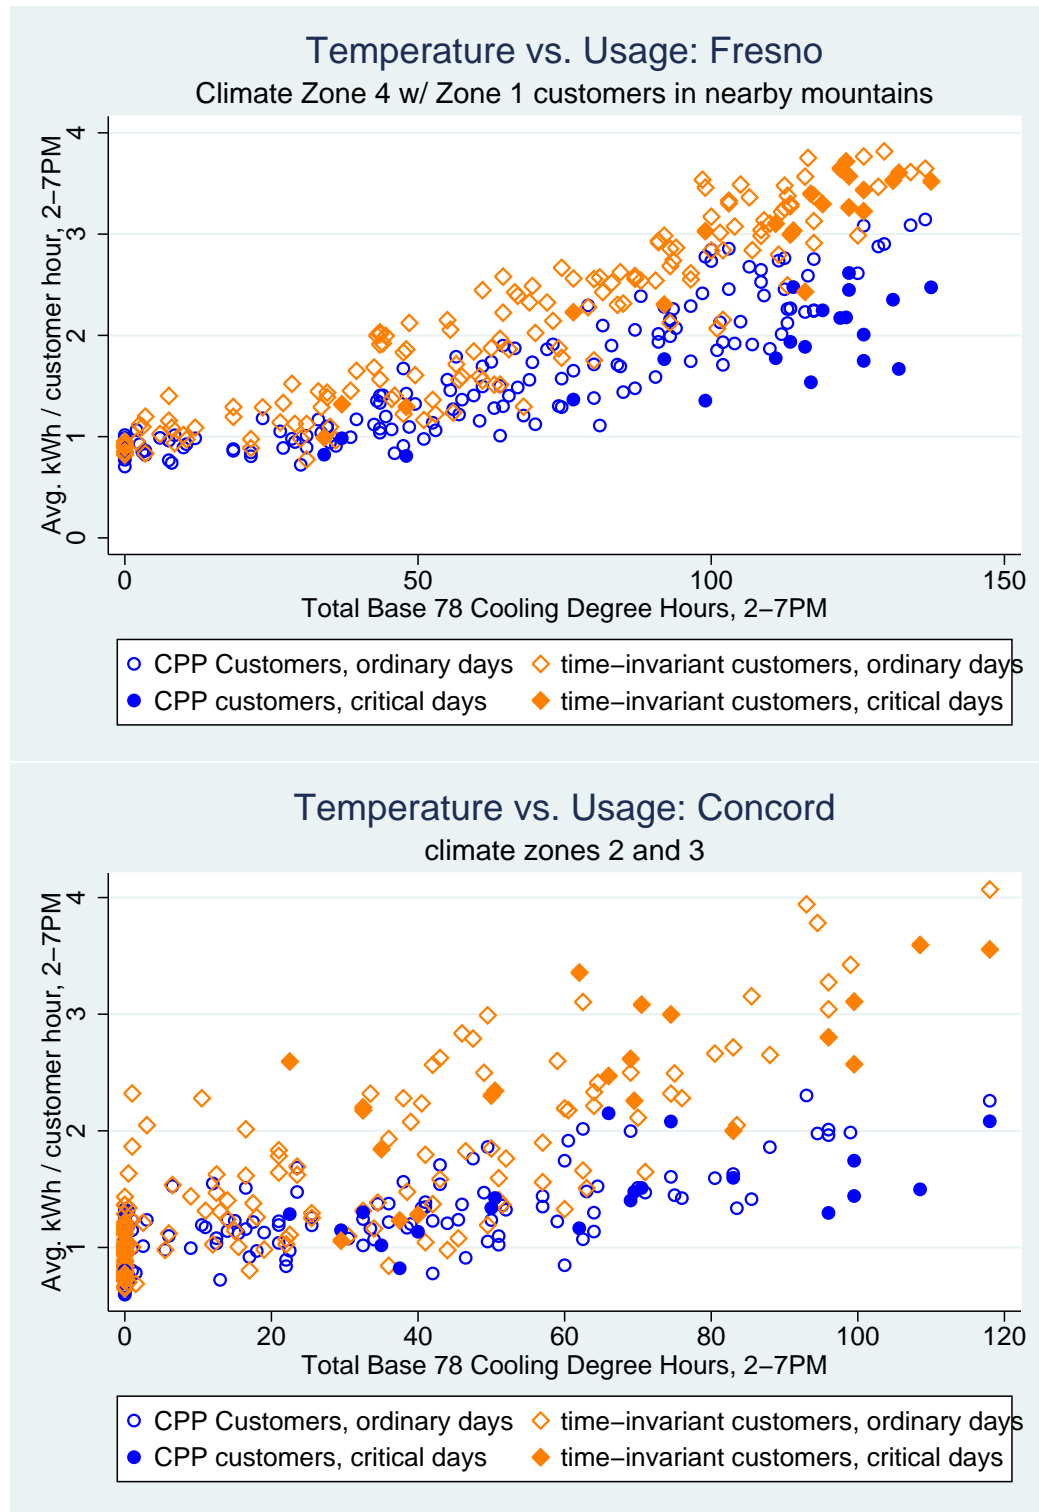 Temperature vs. Usage: Fresno
Climate Zone 4 w/ Zone 1 customers in nearby mountains
Avg. kWh / customer hour, 2−7PM
4
3
2
1
0
0 50 100 150
Total Base 78 Cooling Degree Hours, 2−7PM
CPP Customers, ordinary days time−invariant customers, ordinary days
CPP customers, critical days time−invariant customers, critical days
Temperature vs. Usage: Concord
climate zones 2 and 3
Avg. kWh / customer hour, 2−7PM
4
3
2
1
0 20 40 60 80 100 120
Total Base 78 Cooling Degree Hours, 2−7PM
CPP Customers, ordinary days time−invariant customers, ordinary days
CPP customers, critical days time−invariant customers, critical days